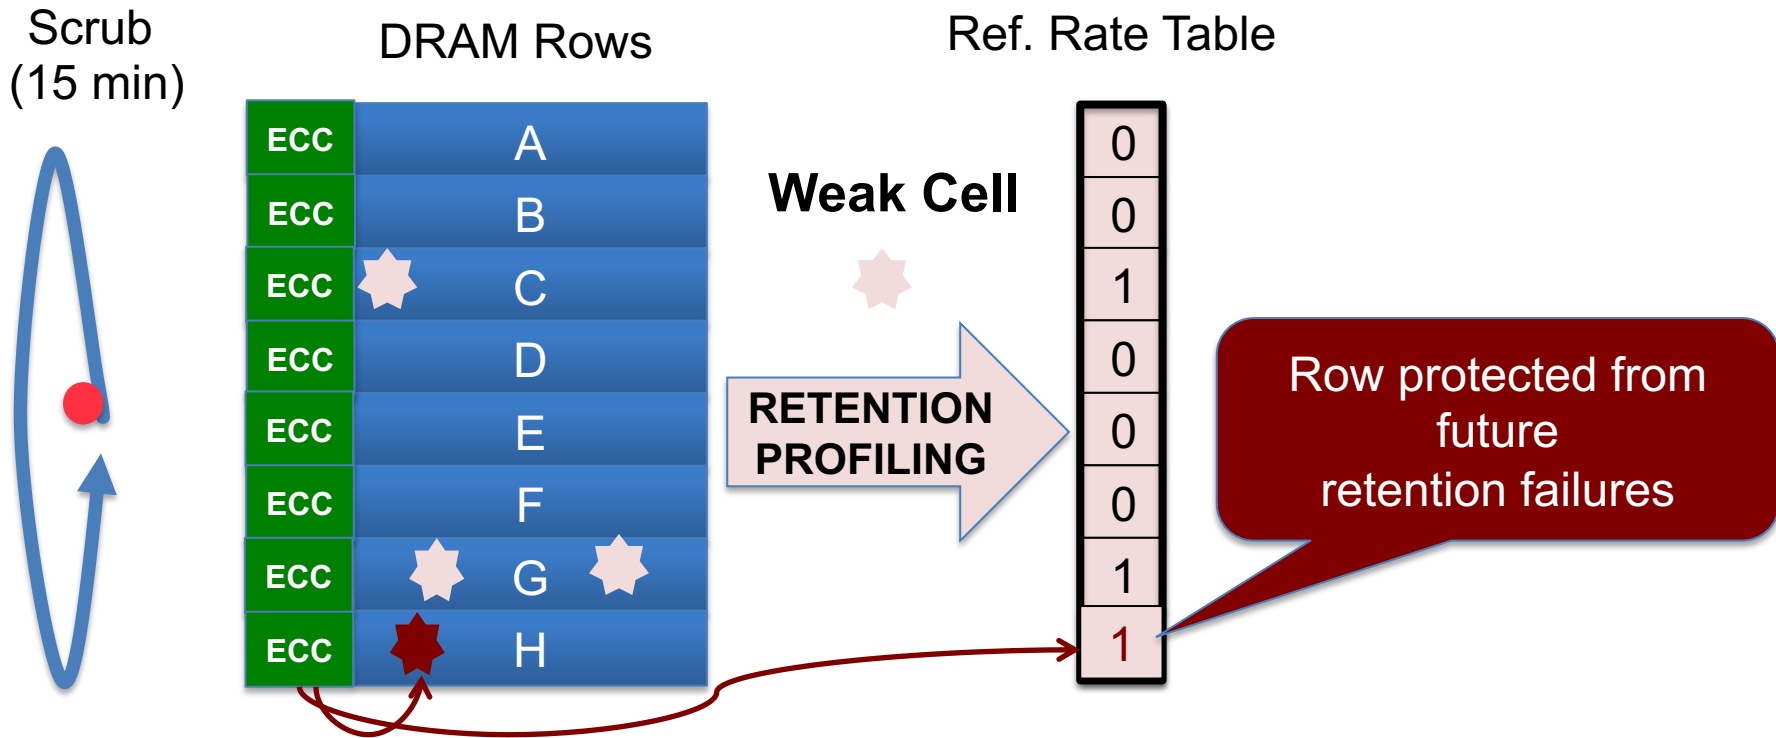 Scrub
(15 min)
DRAM Rows
Ref. Rate Table
ECC A 0
ECC B 0
Weak Cell
ECC C 1
ECC D 0
ECC E 0
RETENTION
PROFILING
ECC F 0
ECC G 1
ECC H 1
Row protected from
future
retention failures